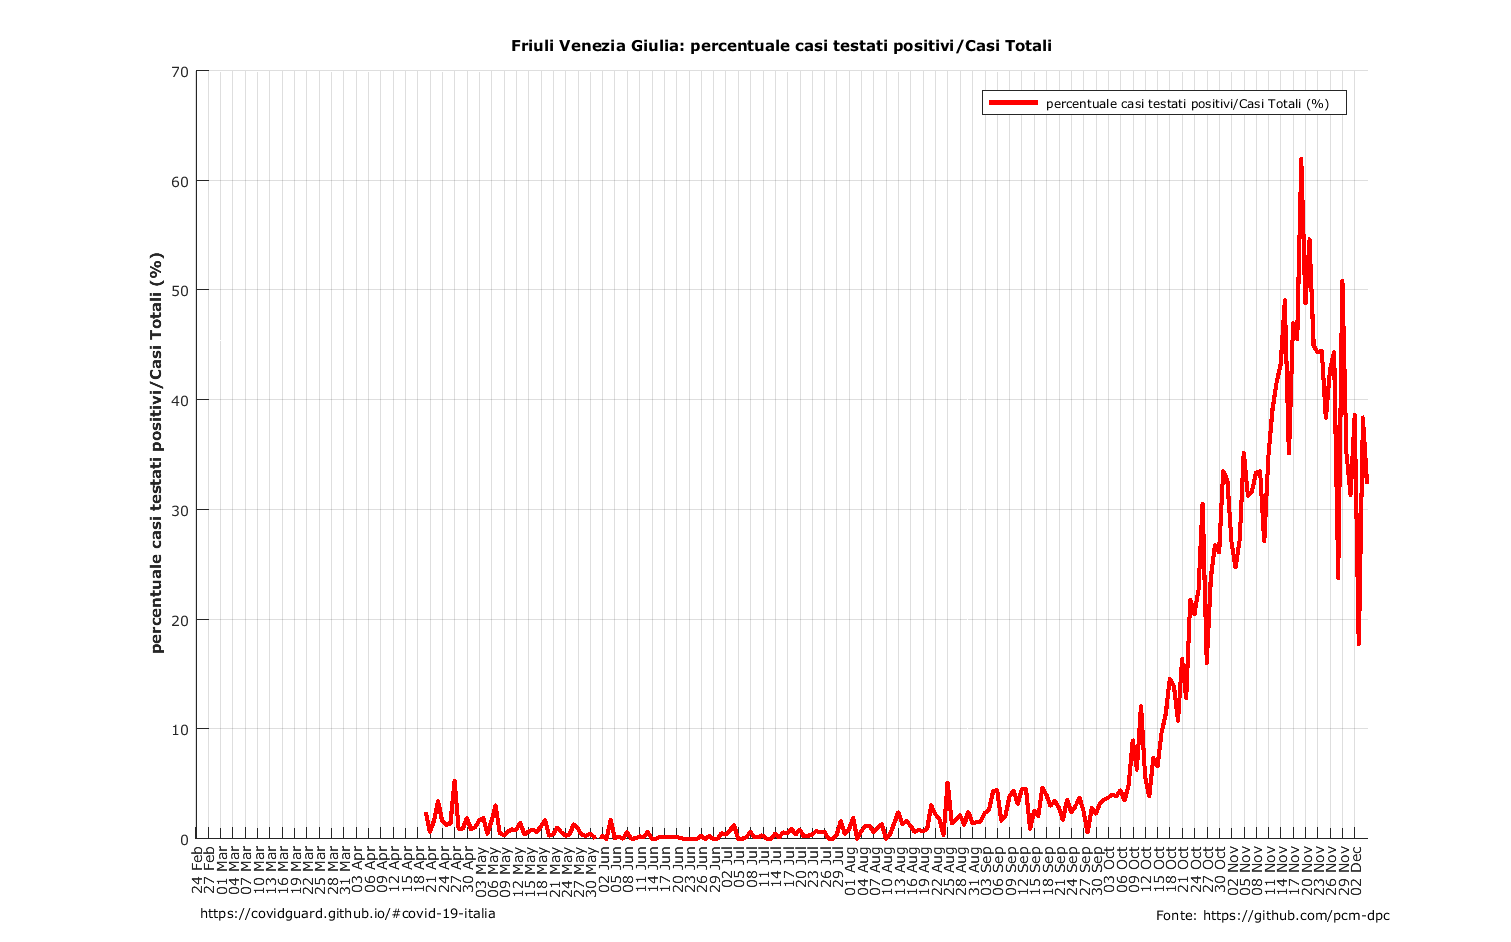 Friuli Venezia Giulia: percentuale casi testati positivi/Casi Totali
percentuale casi testati positivi/Casi Totali (%)
percentuale casi testati positivi/Casi Totali (%)
70
60
50
40
30
20
10
0
24 Feb
27 Feb
01 Mar
04 Mar
07 Mar
10 Mar
13 Mar
16 Mar
19 Mar
22 Mar
25 Mar
28 Mar
31 Mar
03 Apr
06 Apr
09 Apr
12 Apr
15 Apr
18 Apr
21 Apr
24 Apr
27 Apr
30 Apr
03 May
06 May
09 May
12 May
15 May
18 May
21 May
24 May
27 May
30 May
02 Jun
05 Jun
08 Jun
11 Jun
14 Jun
17 Jun
20 Jun
23 Jun
26 Jun
29 Jun
02 Jul
05 Jul
08 Jul
11 Jul
14 Jul
17 Jul
20 Jul
23 Jul
26 Jul
29 Jul
01 Aug
04 Aug
07 Aug
10 Aug
13 Aug
16 Aug
19 Aug
22 Aug
25 Aug
28 Aug
31 Aug
03 Sep
06 Sep
09 Sep
12 Sep
15 Sep
18 Sep
21 Sep
24 Sep
27 Sep
30 Sep
03 Oct
06 Oct
09 Oct
12 Oct
15 Oct
18 Oct
21 Oct
24 Oct
27 Oct
30 Oct
02 Nov
05 Nov
08 Nov
11 Nov
14 Nov
17 Nov
20 Nov
23 Nov
26 Nov
29 Nov
02 Dec
https://covidguard.github.io/#covid-19-italia
Fonte: https://github.com/pcm-dpc